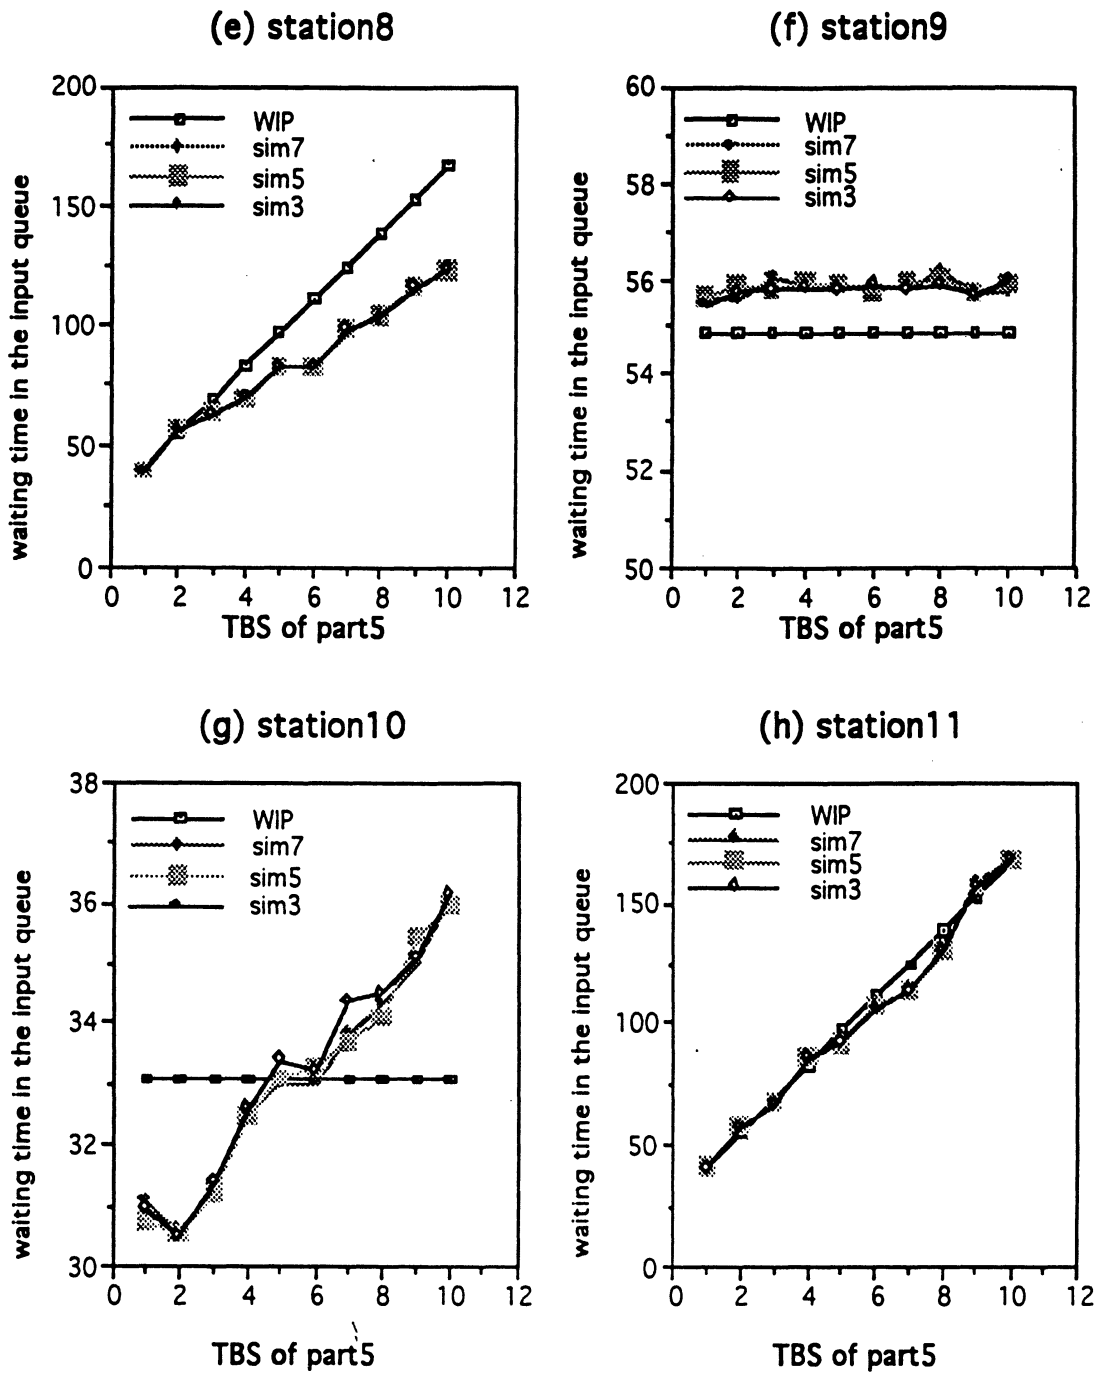 (e) station8
(f) station9
200
150
100
50
0
WIP
sim7
sim5
sim3
waiting time in the input queue
0 2 4 6 8 10 12
TBS of part5
60
58
56
54
52
50
WIP
sim7
sim5
sim3
waiting time in the input queue
0 2 4 6 8 10 12
TBS of part5
(g) station10
(h) station11
38
36
34
32
30
WIP
sim7
sim5
sim3
waiting time in the input queue
0 2 4 6 8 10 12
TBS of part5
200
150
100
50
0
WIP
sim7
sim5
sim3
waiting time in the input queue
0 2 4 6 8 10 12
TBS of part5